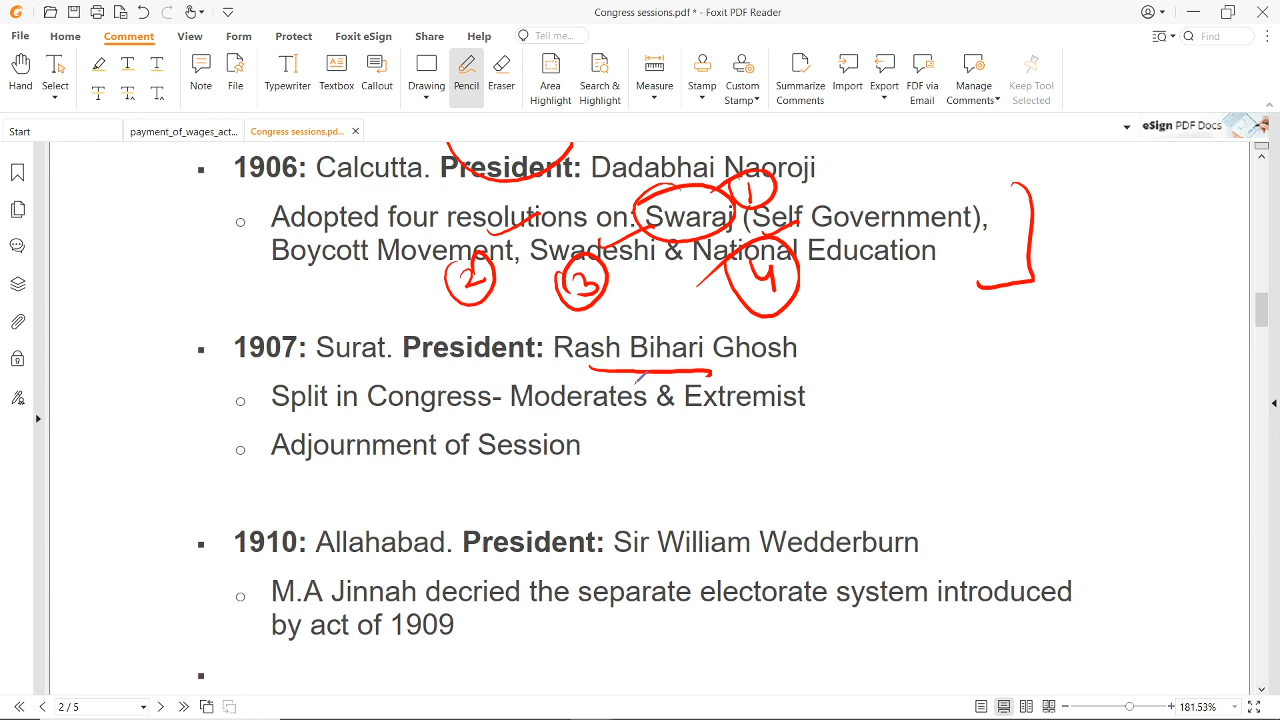 Congress sessions.pdf * - Foxit PDF Reader
File Home Comment View Form Protect Foxit eSign Share Help Tell me... Find
Hand Select Note File Typewriter Textbox Callout Drawing Pencil Eraser Area Highlight Search & Highlight Measure Stamp Custom Stamp Summarize Comments Import Export FDF via Email Manage Comments Keep Tool Selected
Start payment_of_wages_act... Congress sessions.pd... eSign PDF Docs
1906: Calcutta. President: Dadabhai Naoroji
1
Adopted four resolutions on: Swaraj (Self Government),
Boycott Movement, Swadeshi & National Education
2 3 4
1907: Surat. President: Rash Bihari Ghosh
Split in Congress- Moderates & Extremist
Adjournment of Session
1910: Allahabad. President: Sir William Wedderburn
M.A Jinnah decried the separate electorate system introduced
by act of 1909
2 / 5 181.53%